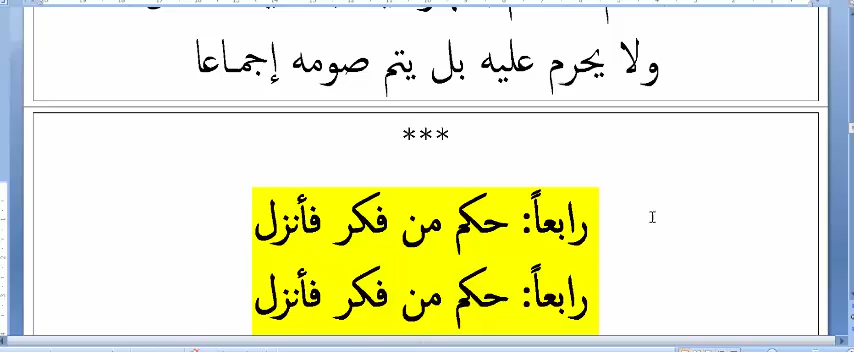 ولا يحرم عليه بل يتم صومه إجماعا
***
رابعاً: حكم من فكر فأنزل
رابعاً: حكم من فكر فأنزل